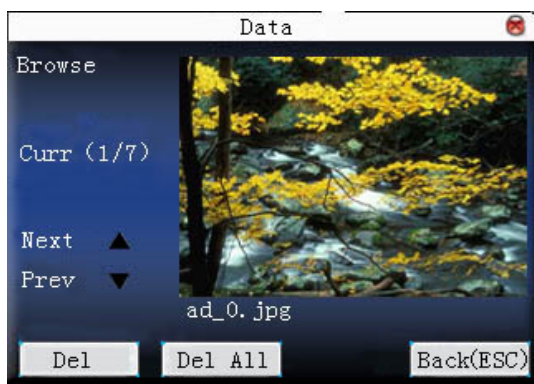 Data
Browse
Curr (1/7)
Next ▲
Prev ▼
ad_0.jpg
Del
Del All
Back(ESC)